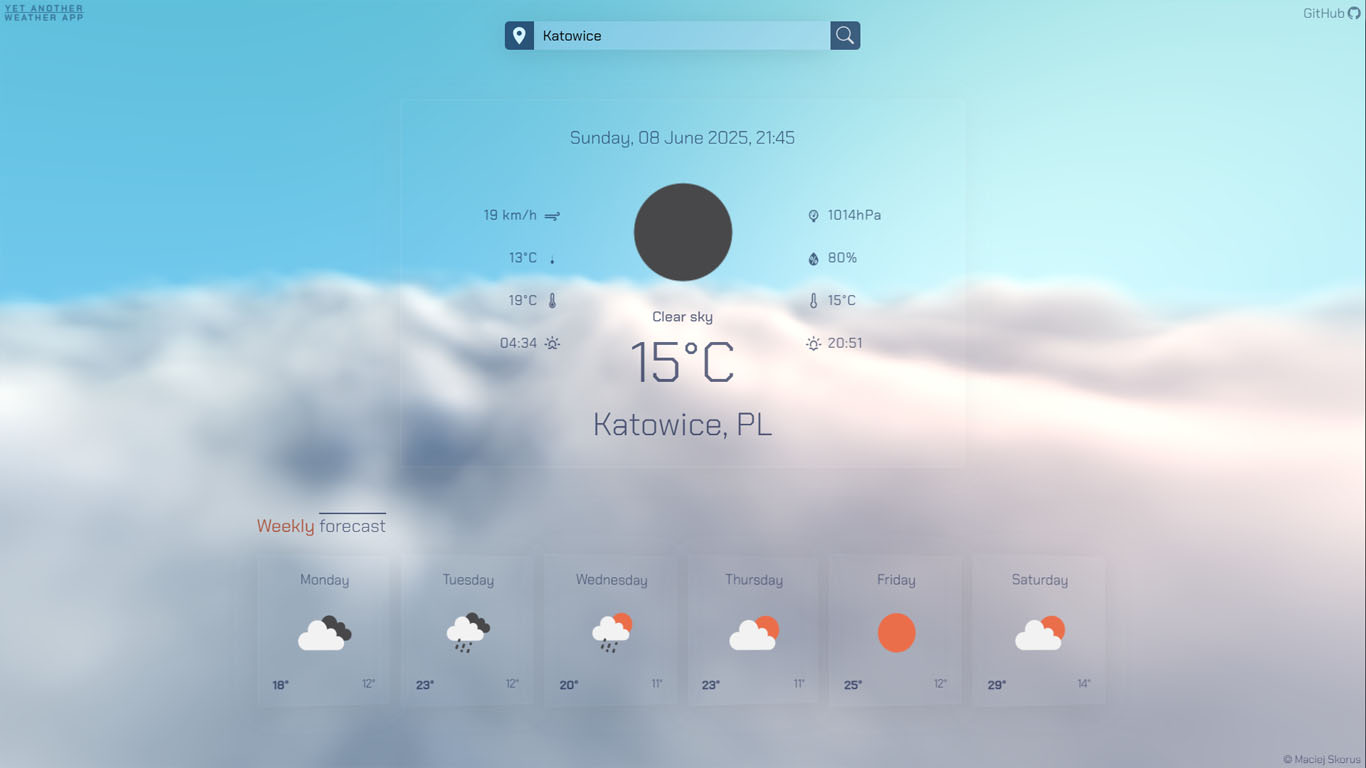 YET ANOTHER
WEATHER APP
GitHub
Katowice
Sunday, 08 June 2025, 21:45
19 km/h
1014hPa
13°C
80%
19°C
15°C
Clear sky
04:34
20:51
15°C
Katowice, PL
Weekly forecast
Monday
18°
12°
Tuesday
23°
12°
Wednesday
20°
11°
Thursday
23°
11°
Friday
25°
12°
Saturday
29°
14°
© Maciej Skorus